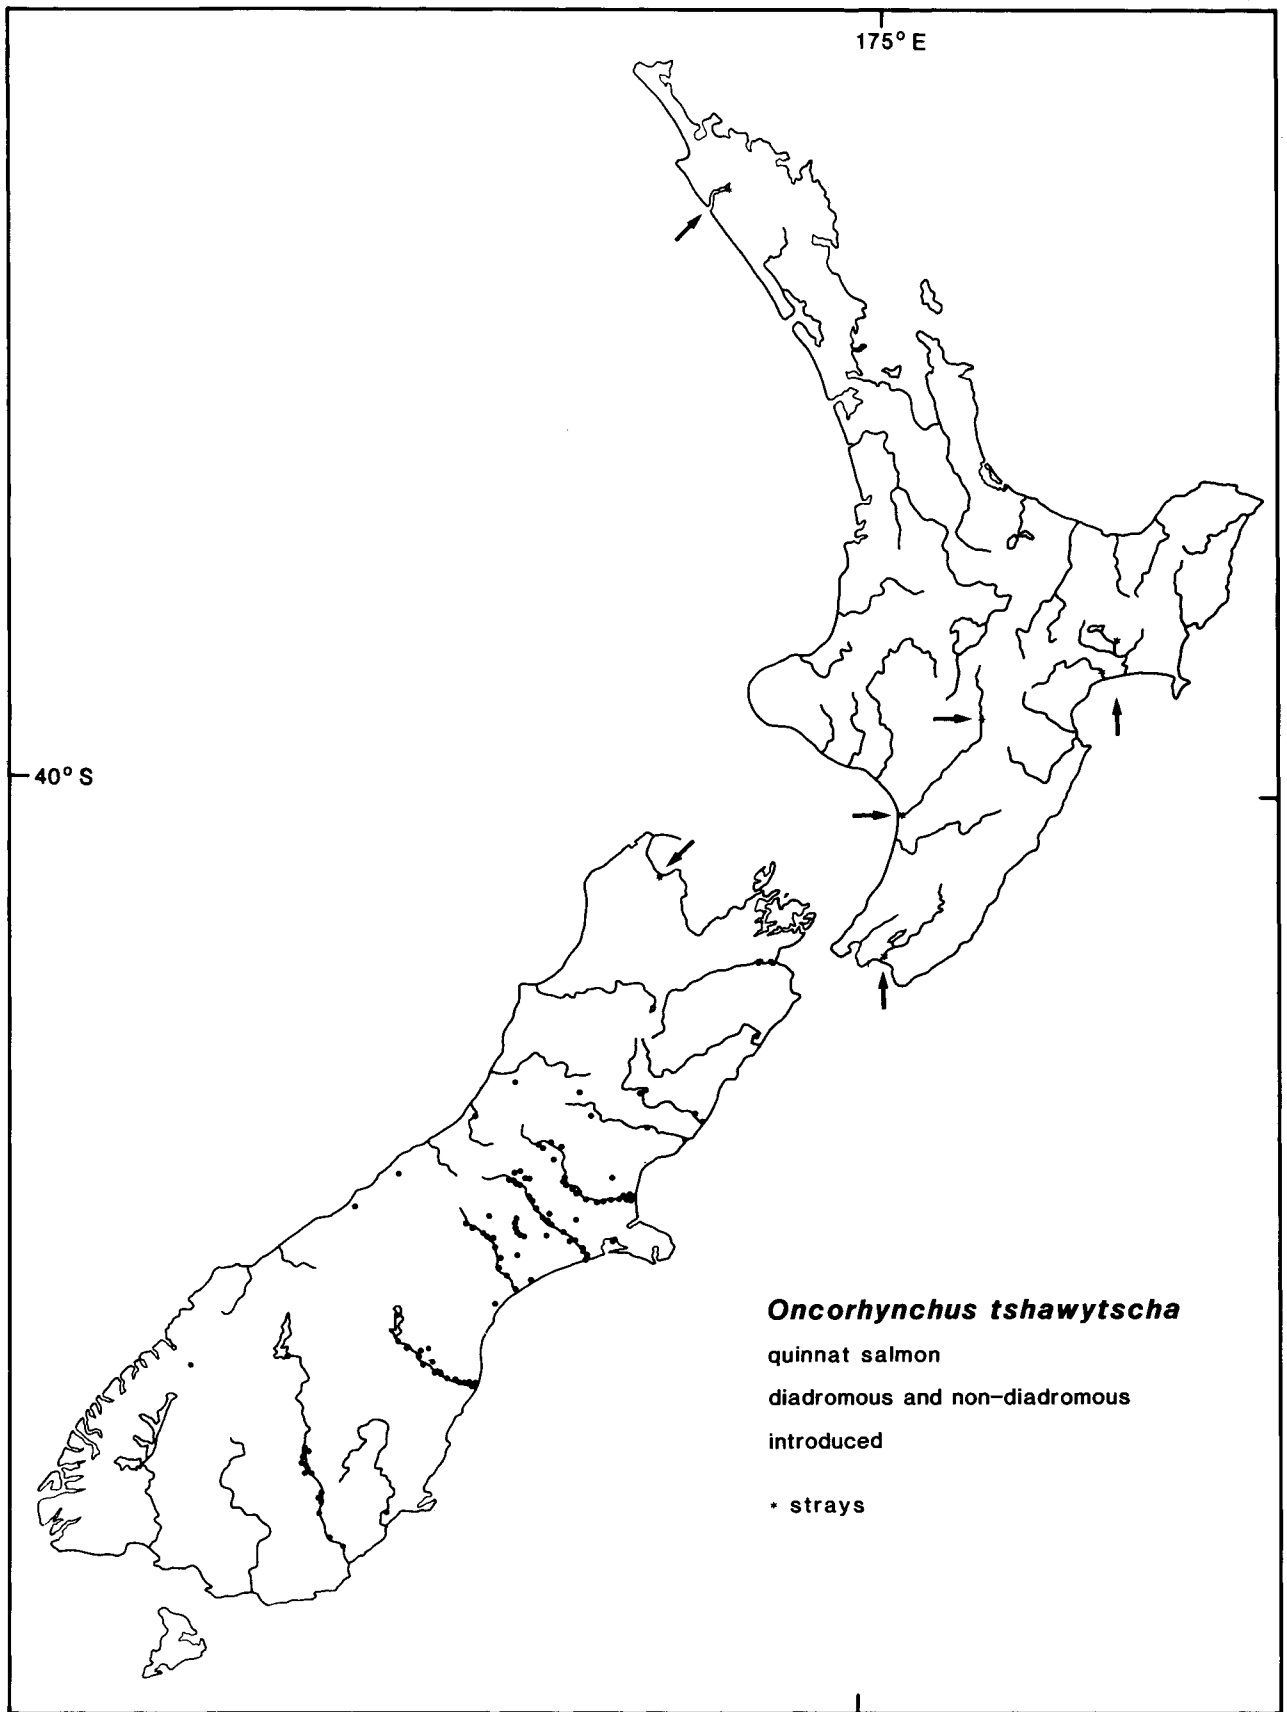 175° E
40° S
Oncorhynchus tshawytscha
quinnat salmon
diadromous and non-diadromous
introduced
* strays